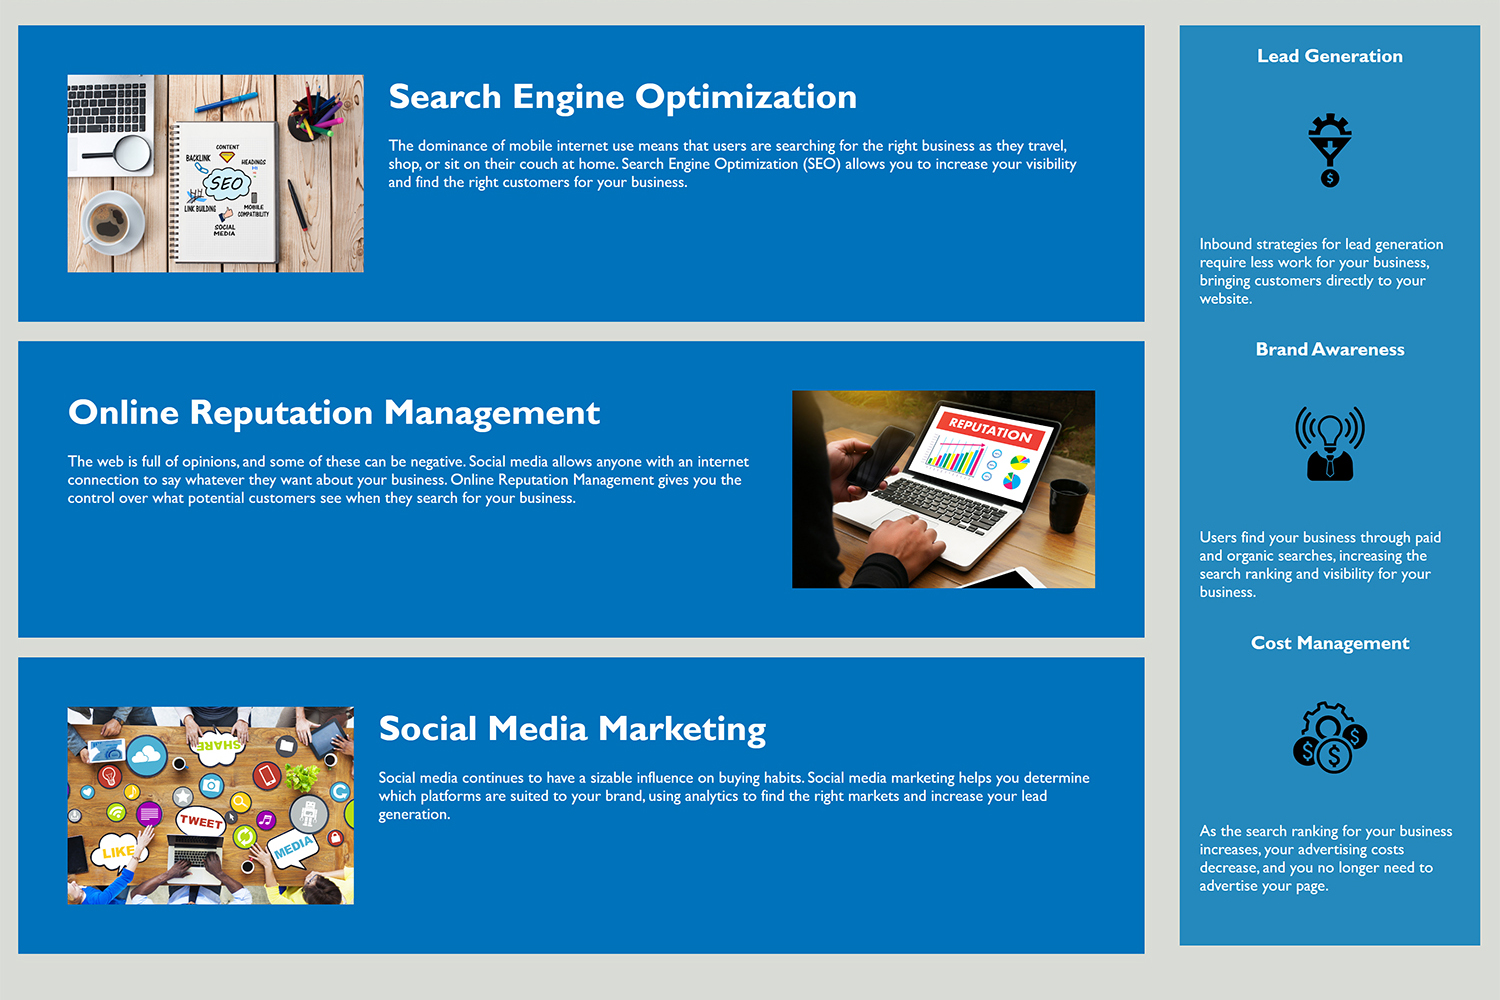 CONTENT
BACKLINK
HEADINGS
SEO
LINK BUILDING
MOBILE
COMPATIBILITY
SOCIAL
MEDIA
Search Engine Optimization
The dominance of mobile internet use means that users are searching for the right business as they travel,
shop, or sit on their couch at home. Search Engine Optimization (SEO) allows you to increase your visibility
and find the right customers for your business.
Online Reputation Management
The web is full of opinions, and some of these can be negative. Social media allows anyone with an internet
connection to say whatever they want about your business. Online Reputation Management gives you the
control over what potential customers see when they search for your business.
REPUTATION
SHARE
TWEET
LIKE
MEDIA
Social Media Marketing
Social media continues to have a sizable influence on buying habits. Social media marketing helps you determine
which platforms are suited to your brand, using analytics to find the right markets and increase your lead
generation.
Lead Generation
$
Inbound strategies for lead generation
require less work for your business,
bringing customers directly to your
website.
Brand Awareness
Users find your business through paid
and organic searches, increasing the
search ranking and visibility for your
business.
Cost Management
$ $ $
As the search ranking for your business
increases, your advertising costs
decrease, and you no longer need to
advertise your page.